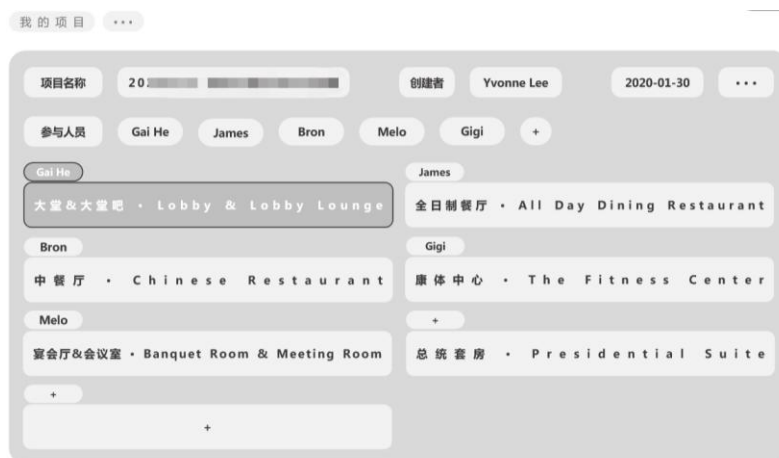 我的项目 •••
项目名称 20 创建者 Yvonne Lee 2020-01-30 •••
参与人员 Gai He James Bron Melo Gigi +
Gai He James
大堂&大堂吧 · Lobby & Lobby Lounge 全日制餐厅 · All Day Dining Restaurant
Bron Gigi
中餐厅 · Chinese Restaurant 康体中心 · The Fitness Center
Melo +
宴会厅&会议室 · Banquet Room & Meeting Room 总统套房 · Presidential Suite
+
+